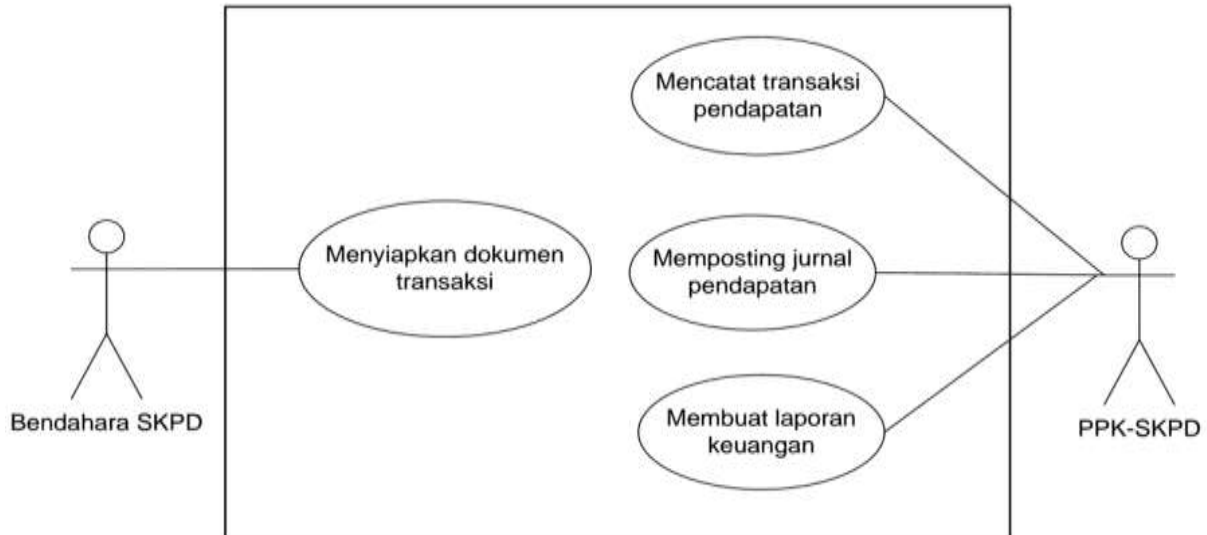 Mencatat transaksi
pendapatan
Menyiapkan dokumen
transaksi
Memposting jurnal
pendapatan
Membuat laporan
keuangan
Bendahara SKPD
PPK-SKPD